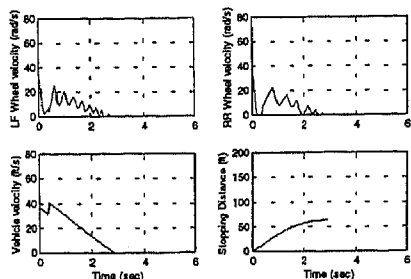 LF Wheel velocity (rad/s)
80
60
40
20
0
0 2 4 6
RR Wheel velocity (rad/s)
80
60
40
20
0
0 2 4 6
Vehicle velocity (ft/s)
80
60
40
20
0
0 2 4 6
Time (sec)
Stopping Distance (ft)
200
150
100
50
0
0 2 4 6
Time (sec)